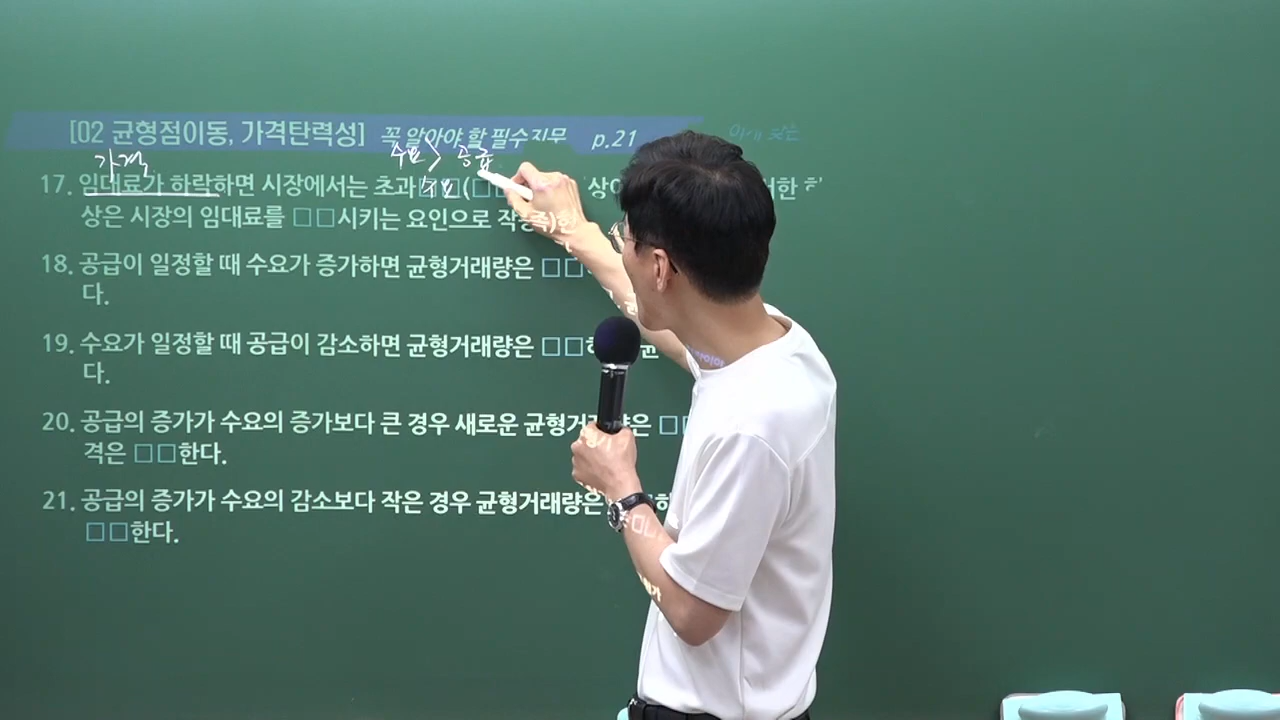 [02 균형점이동, 가격탄력성] 꼭 알아야 할 필수지문 p.21
가격
수요 > 공급
17. 임대료가 하락하면 시장에서는 초과□□(□
수요
상은 시장의 임대료를 □□시키는 요인으로
18. 공급이 일정할 때 수요가 증가하면 균형거래량은 □□
다.
19. 수요가 일정할 때 공급이 감소하면 균형거래량은 □□
다.
20. 공급의 증가가 수요의 증가보다 큰 경우 새로운 균형거래량은 □
격은 □□한다.
21. 공급의 증가가 수요의 감소보다 작은 경우 균형거래량은
□□한다.